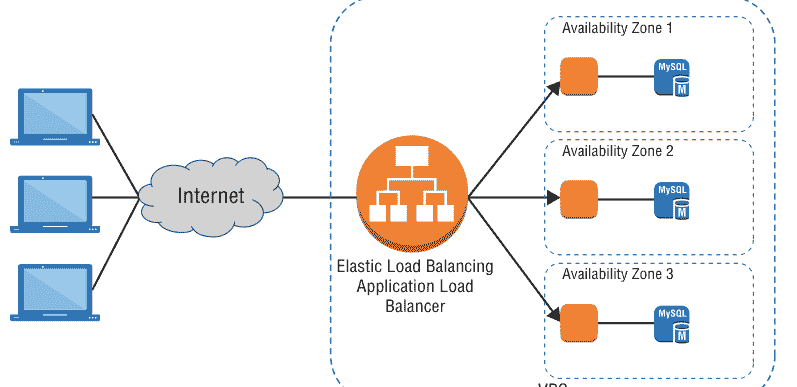 Availability Zone 1
MySQL
M
Availability Zone 2
Internet
MySQL
M
Elastic Load Balancing
Application Load
Balancer
Availability Zone 3
MySQL
M